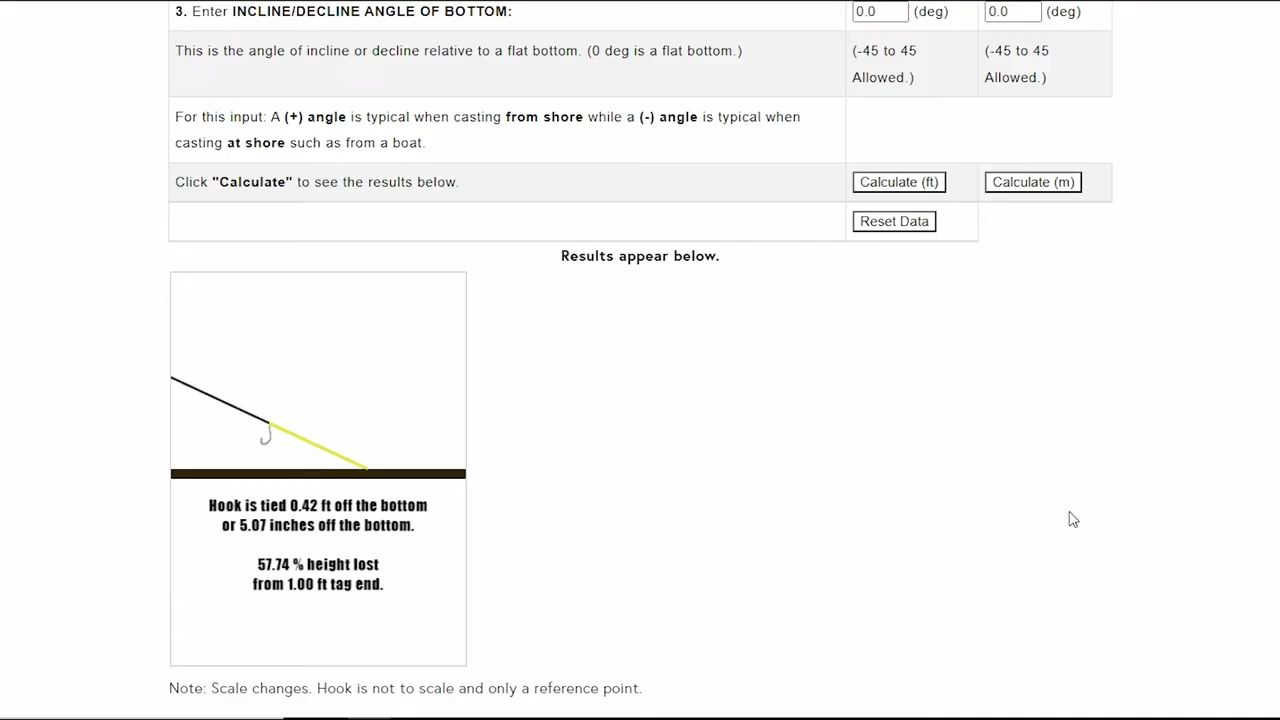 3. Enter INCLINE/DECLINE ANGLE OF BOTTOM: 0.0 (deg) 0.0 (deg)
This is the angle of incline or decline relative to a flat bottom. (0 deg is a flat bottom.) (-45 to 45 (-45 to 45
Allowed.) Allowed.)
For this input: A (+) angle is typical when casting from shore while a (-) angle is typical when
casting at shore such as from a boat.
Click "Calculate" to see the results below. Calculate (ft) Calculate (m)
Reset Data
Results appear below.
Hook is tied 0.42 ft off the bottom
or 5.07 inches off the bottom.
57.74 % height lost
from 1.00 ft tag end.
Note: Scale changes. Hook is not to scale and only a reference point.